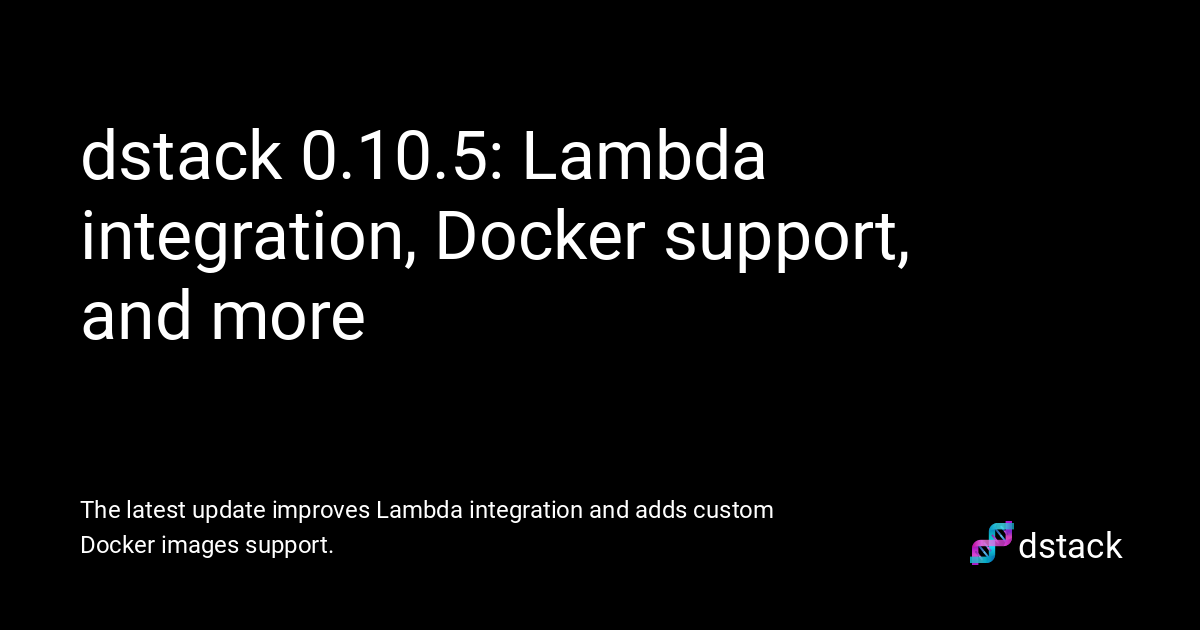 dstack 0.10.5: Lambda
integration, Docker support,
and more
The latest update improves Lambda integration and adds custom
Docker images support.
dstack